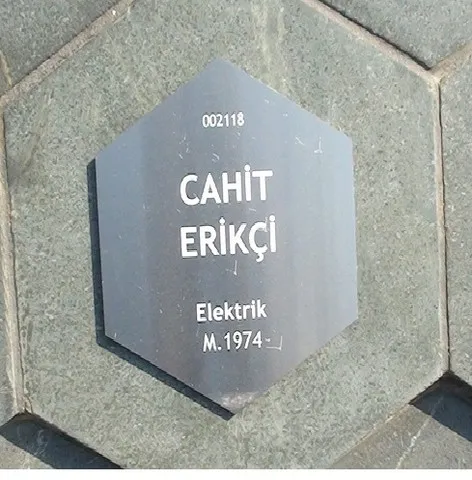 002118
CAHİT
ERİKÇİ
Elektrik
M.1974